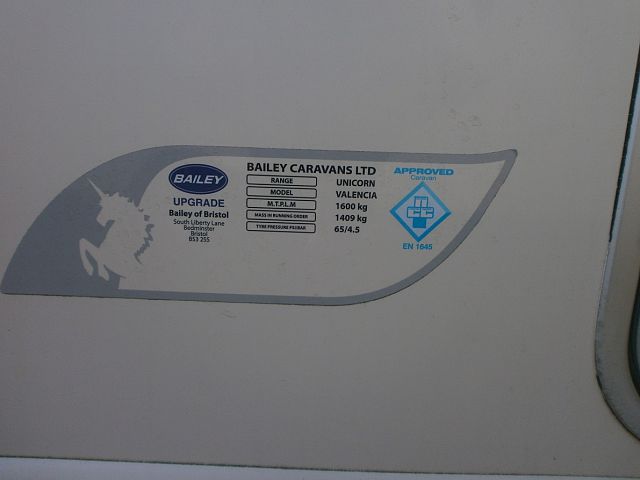 BAILEY
UPGRADE
Bailey of Bristol
South Liberty Lane
Bedminster
Bristol
BS3 2SS
BAILEY CARAVANS LTD
RANGE UNICORN
MODEL VALENCIA
M.T.P.L.M 1600 kg
MASS IN RUNNING ORDER 1409 kg
TYRE PRESSURE PSI/BAR 65/4.5
APPROVED
Caravan
NCC
EN 1645